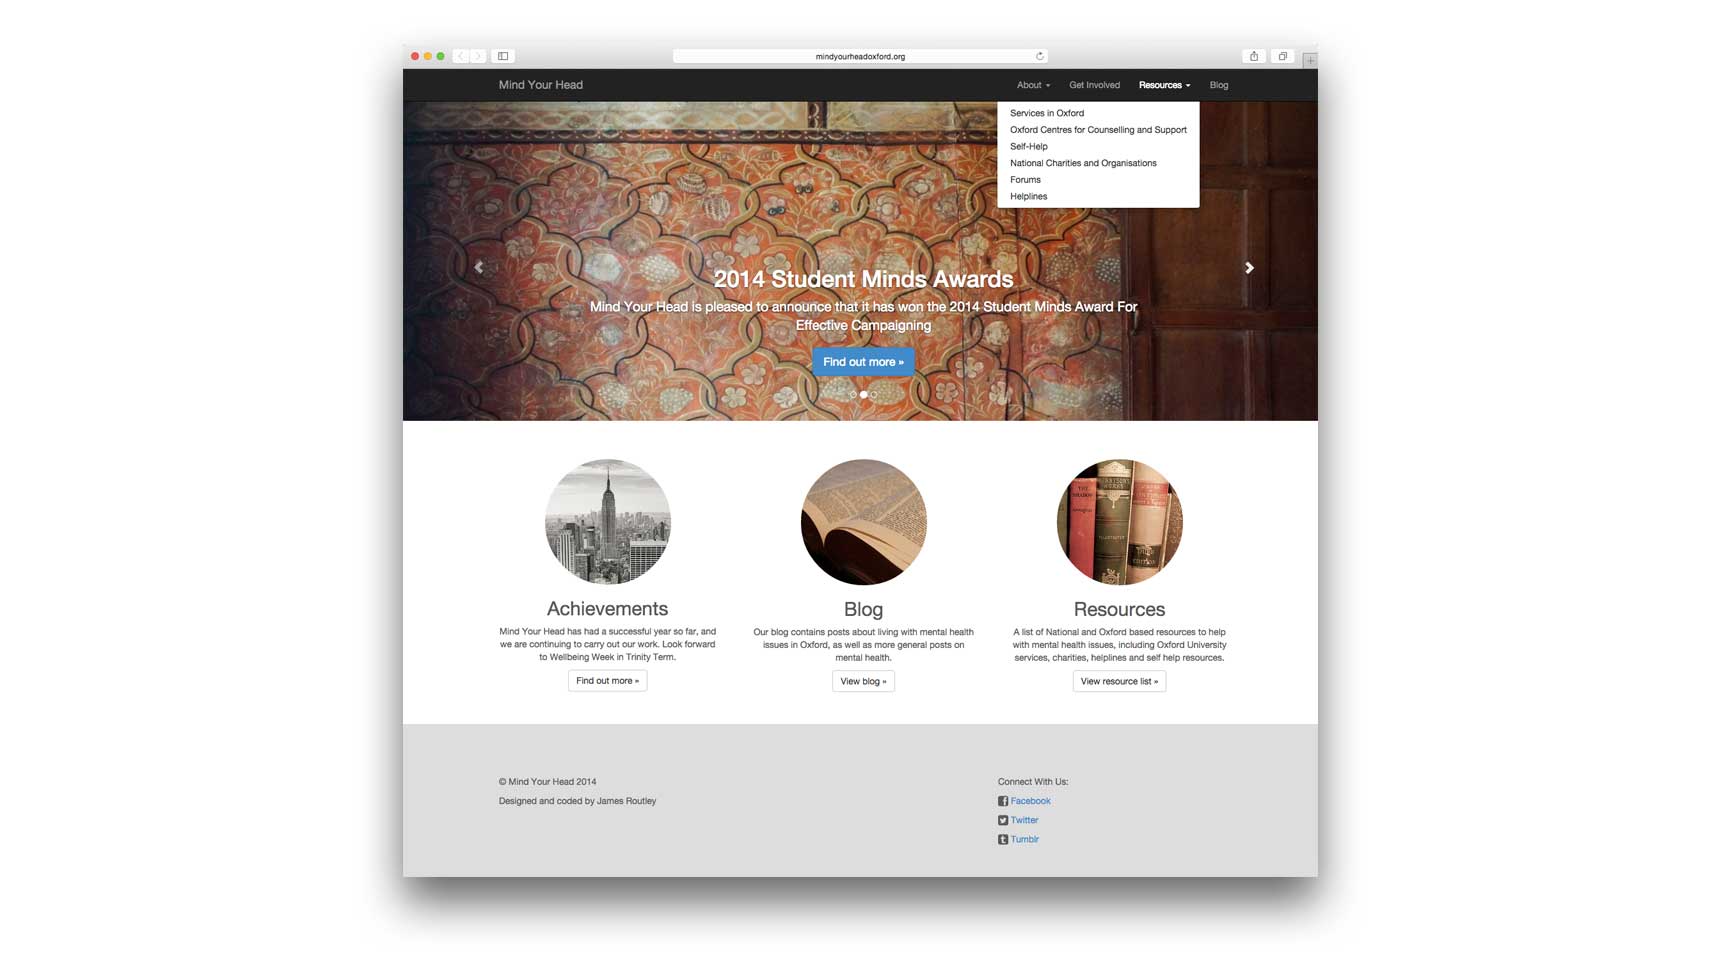 mindyourheadoxford.org
Mind Your Head
About
Get Involved
Resources
Blog
Services in Oxford
Oxford Centres for Counselling and Support
Self-Help
National Charities and Organisations
Forums
Helplines
2014 Student Minds Awards
Mind Your Head is pleased to announce that it has won the 2014 Student Minds Award For
Effective Campaigning
Find out more »
Achievements
Mind Your Head has had a successful year so far, and
we are continuing to carry out our work. Look forward
to Wellbeing Week in Trinity Term.
Find out more »
Blog
Our blog contains posts about living with mental health
issues in Oxford, as well as more general posts on
mental health.
View blog »
Resources
A list of National and Oxford based resources to help
with mental health issues, including Oxford University
services, charities, helplines and self help resources.
View resource list »
© Mind Your Head 2014
Designed and coded by James Routley
Connect With Us:
Facebook
Twitter
Tumblr